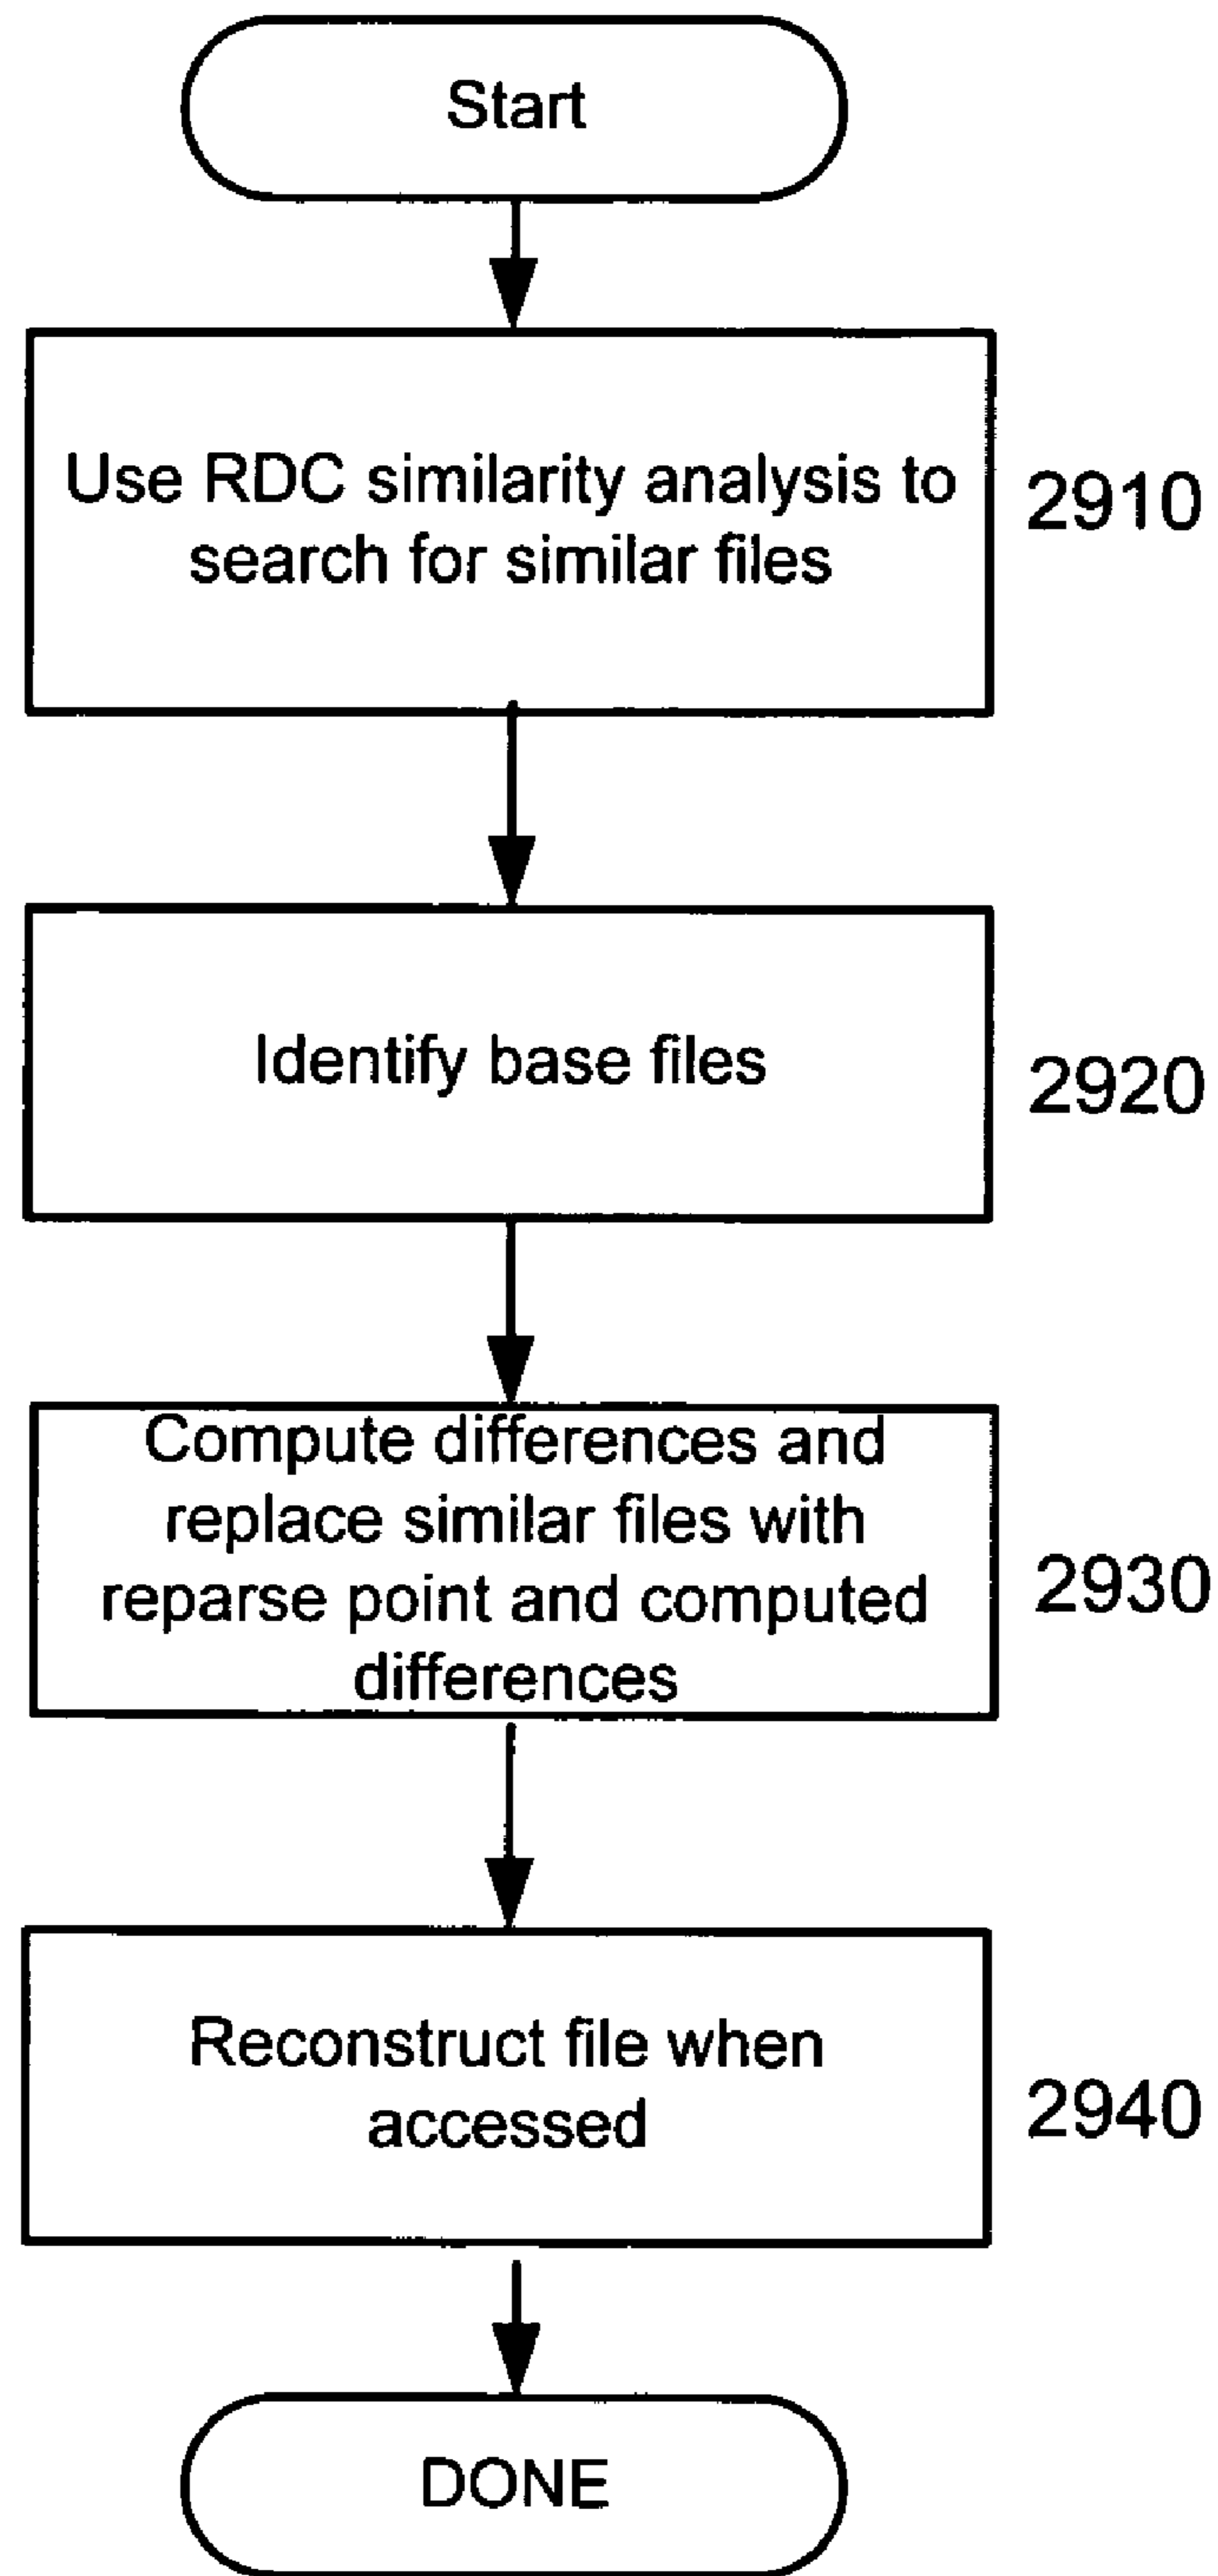 Start
Use RDC similarity analysis to
search for similar files
2910
Identify base files
2920
Compute differences and
replace similar files with
reparse point and computed
differences
2930
Reconstruct file when
accessed
2940
DONE